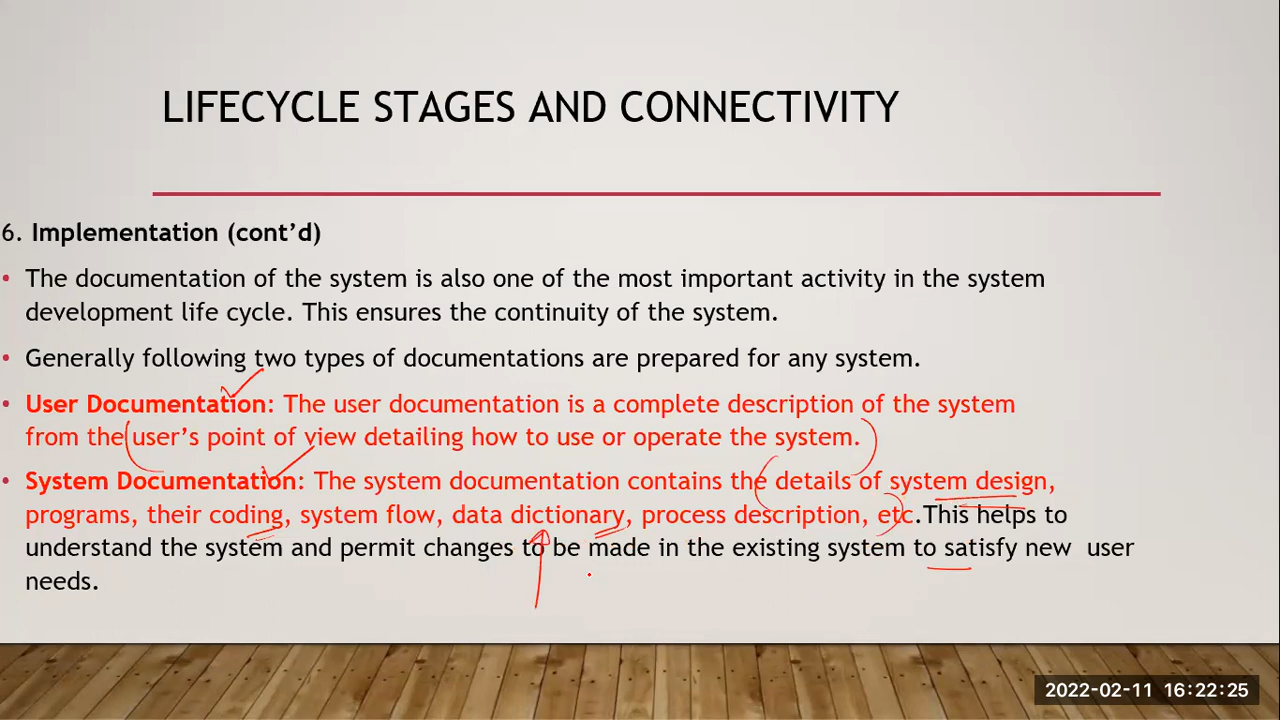 LIFECYCLE STAGES AND CONNECTIVITY
6. Implementation (cont’d)
• The documentation of the system is also one of the most important activity in the system
development life cycle. This ensures the continuity of the system.
• Generally following two types of documentations are prepared for any system.
• User Documentation: The user documentation is a complete description of the system
from the user’s point of view detailing how to use or operate the system.
• System Documentation: The system documentation contains the details of system design,
programs, their coding, system flow, data dictionary, process description, etc.This helps to
understand the system and permit changes to be made in the existing system to satisfy new  user
needs.
2022-02-11 16:22:25